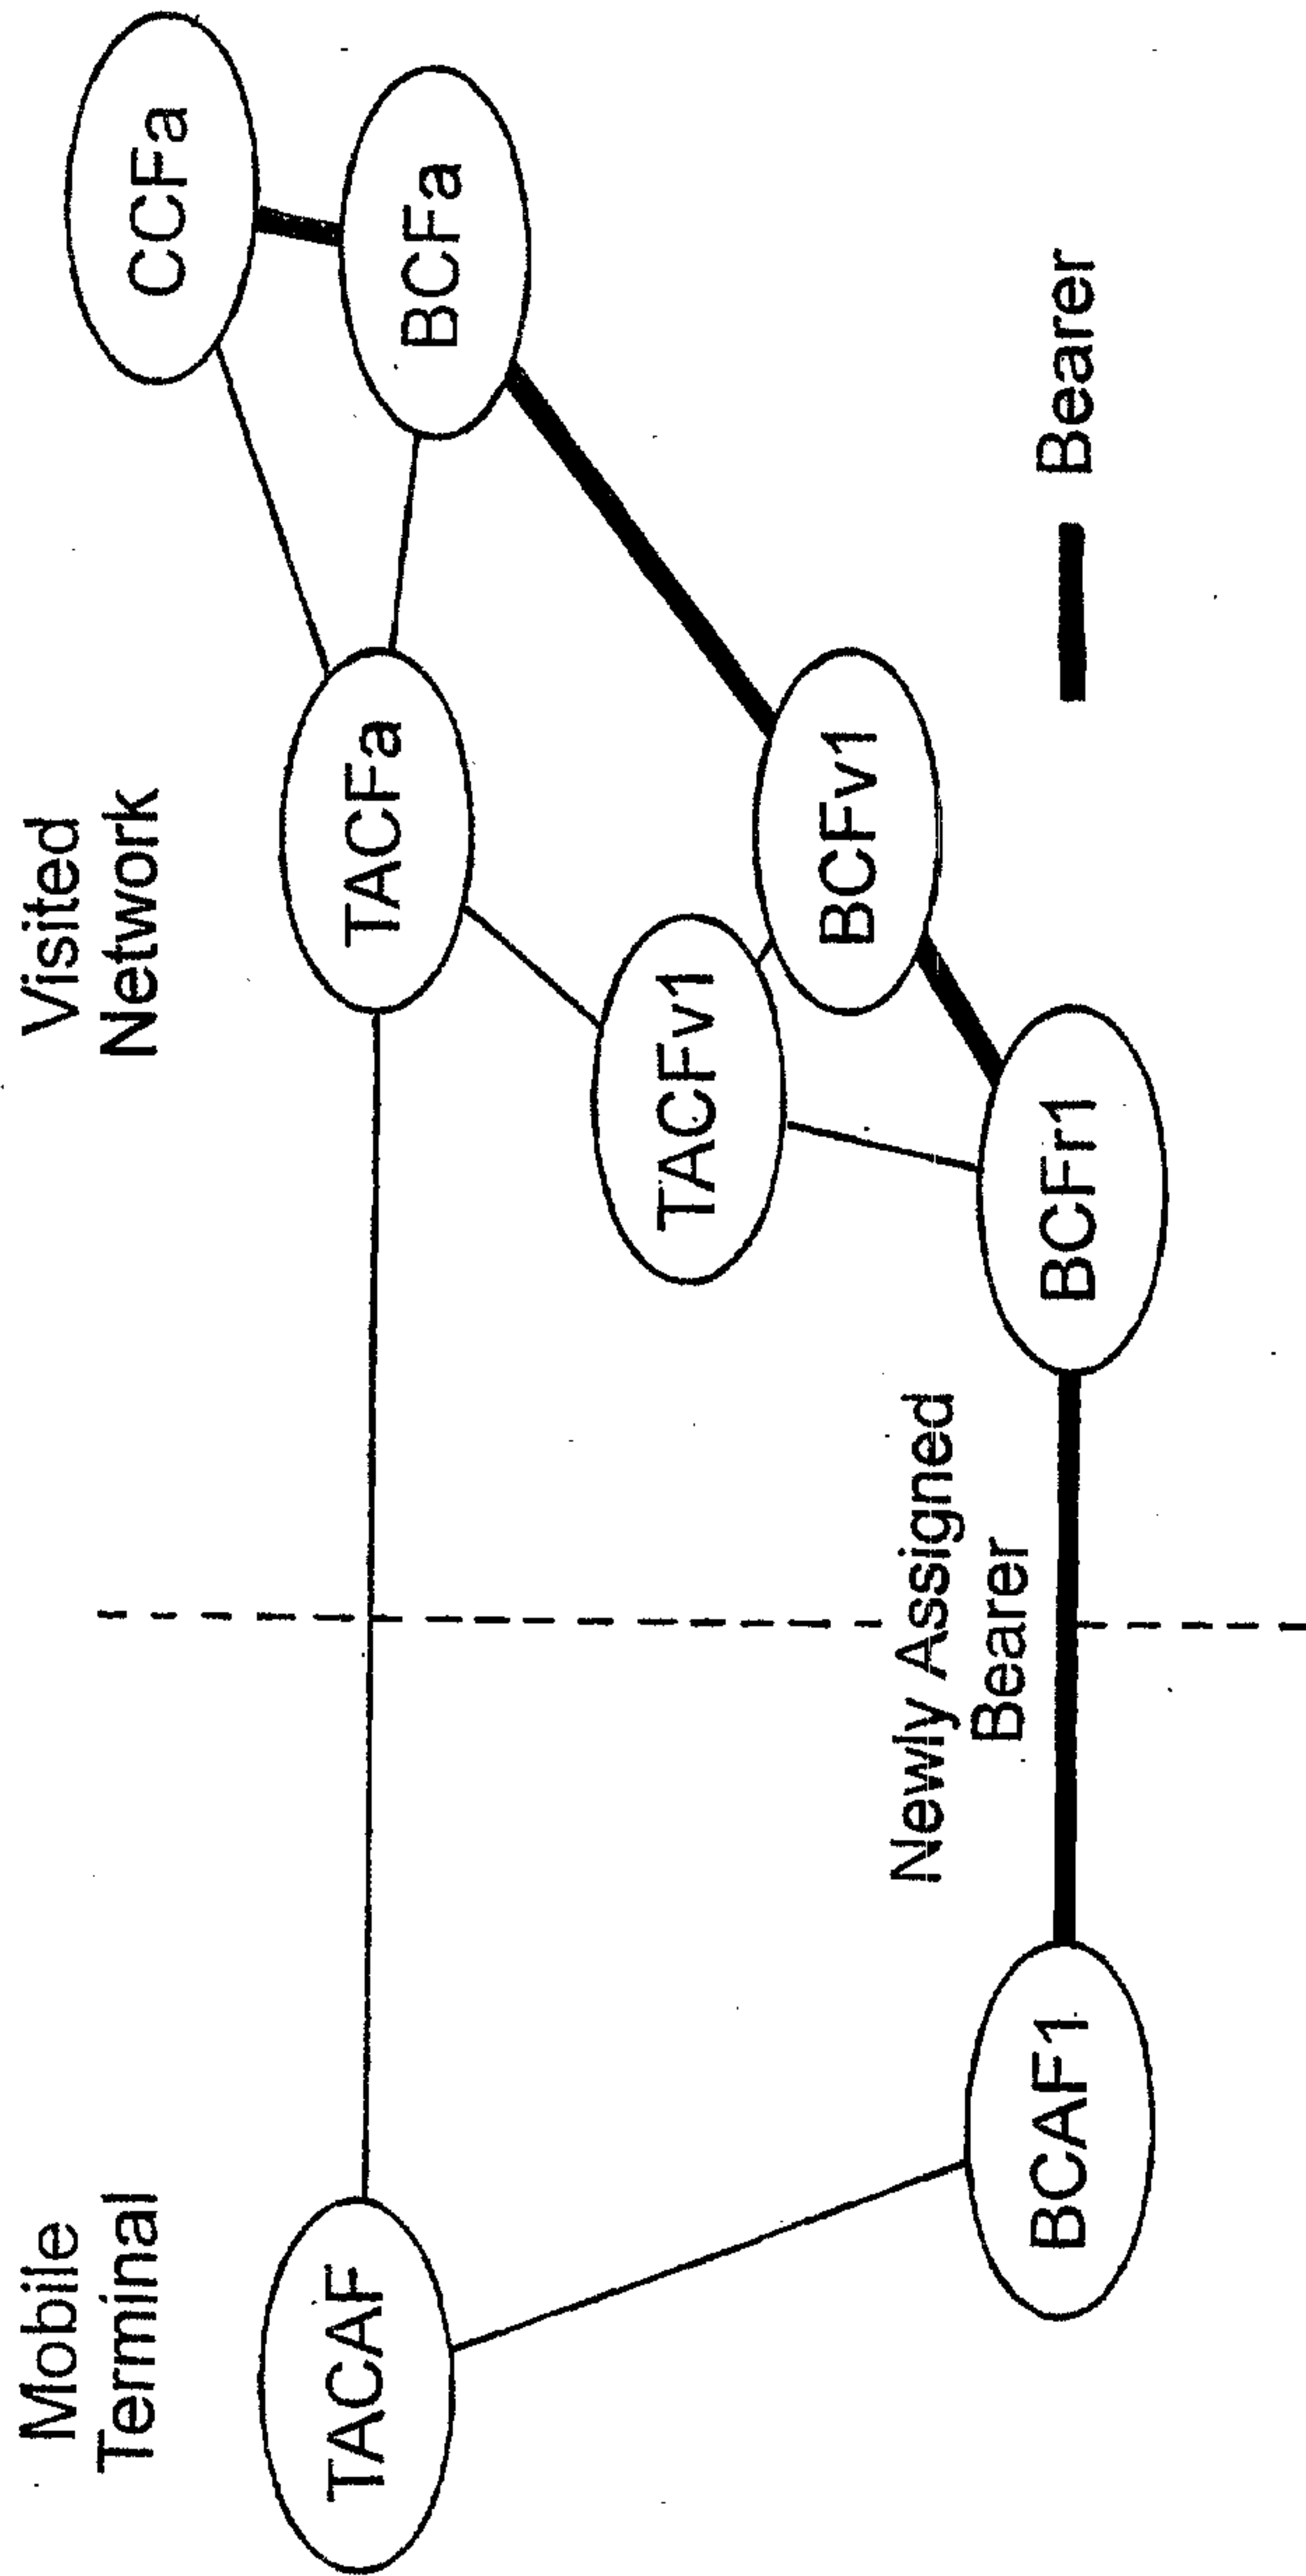 Mobile
Terminal
Visited
Network
TACAF
TACFa
CCFa
BCFa
TACFv1
BCFv1
Newly Assigned
Bearer
BCAF1
BCFr1
Bearer